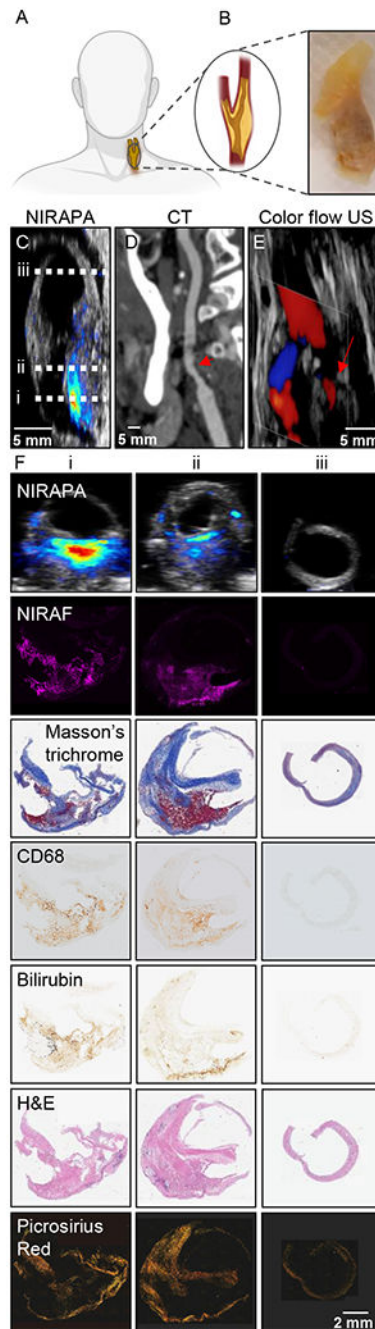 A
B
NIRAPA
CT
Color flow US
C
D
E
iii
ii
i
5 mm
5 mm
5 mm
F
i
ii
iii
NIRAPA
NIRAF
Masson's
trichrome
CD68
Bilirubin
H&E
Picrosirius
Red
2 mm